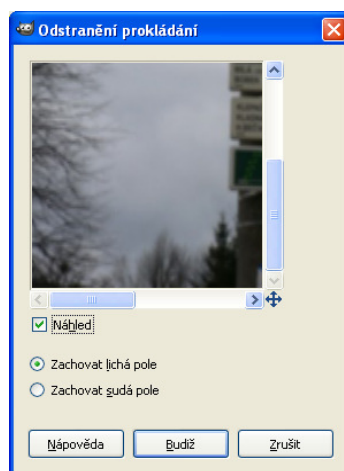 Odstranění prokládání
Náhled
Zachovat lichá pole
Zachovat sudá pole
Nápověda
Budiž
Zrušit